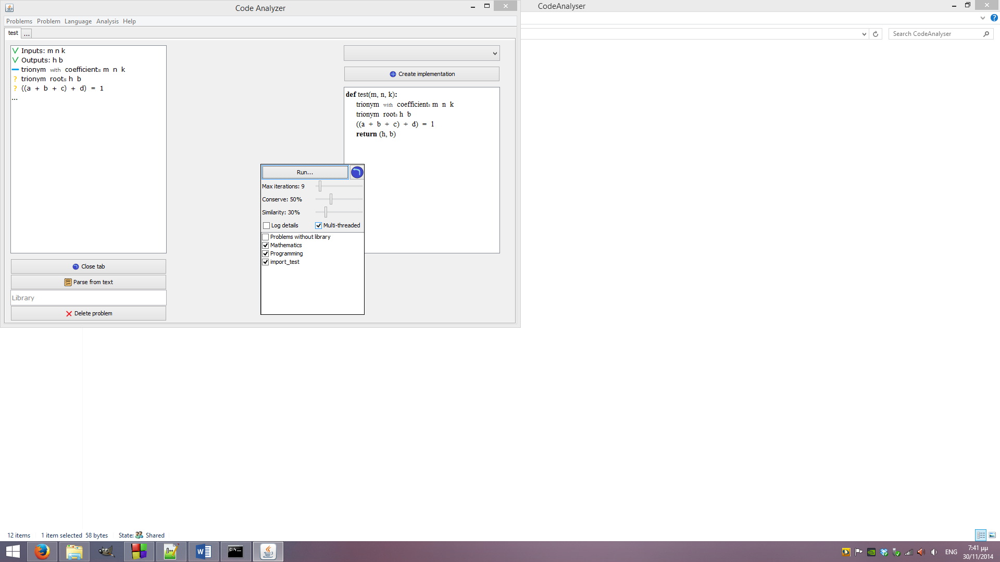 Code Analyzer
CodeAnalyser
Problems Problem Language Analysis Help
test ...
Search CodeAnalyser
Inputs: m n k
Outputs: h b
trionym with coefficients m n k
trionym roots h b
? ((a + b + c) + d) = 1
...
Create implementation
def test(m, n, k):
trionym with coefficients m n k
trionym roots h b
((a + b + c) + d) = 1
return (h, b)
Run...
Max iterations: 9
Conserve: 50%
Similarity: 30%
Log details Multi-threaded
Problems without library
Mathematics
Programming
import_test
Close tab
Parse from text
Library
Delete problem
12 items 1 item selected 58 bytes State: Shared
ENG
7:41 μμ
30/11/2014